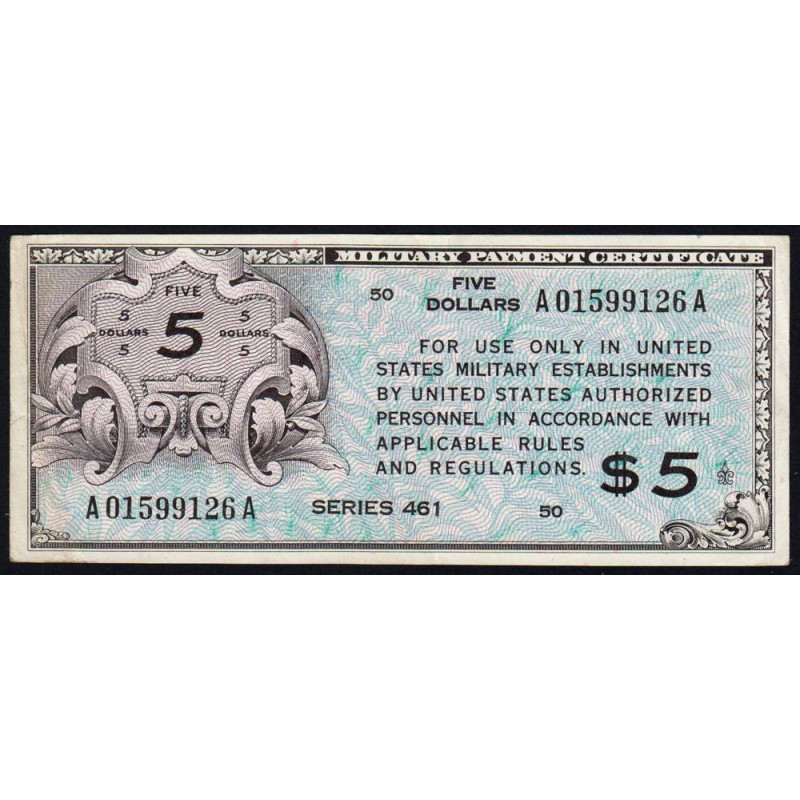 MILITARY PAYMENT CERTIFICATE
FIVE
5 5 5
DOLLARS DOLLARS
5 5
50 FIVE DOLLARS A01599126A
FOR USE ONLY IN UNITED
STATES MILITARY ESTABLISHMENTS
BY UNITED STATES AUTHORIZED
PERSONNEL IN ACCORDANCE WITH
APPLICABLE RULES
AND REGULATIONS. $5
A01599126A SERIES 461 50